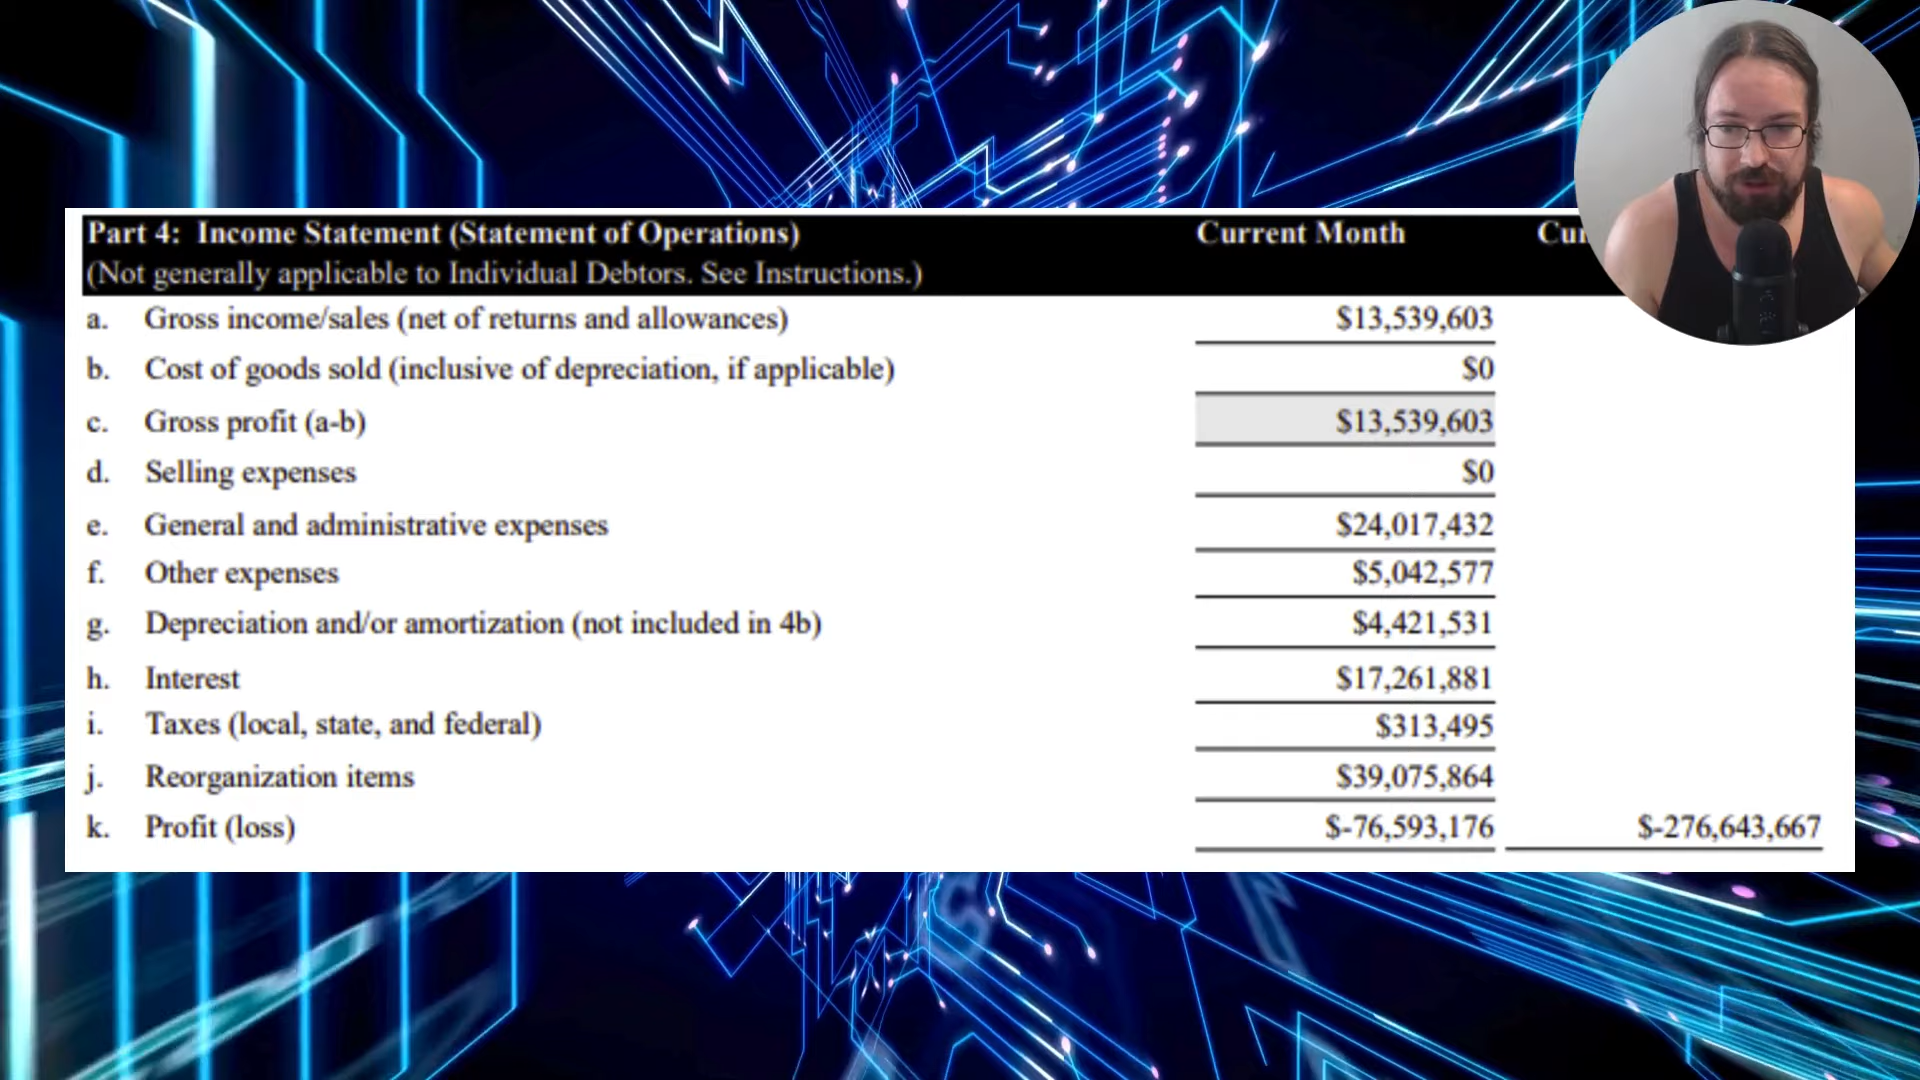 Part 4: Income Statement (Statement of Operations) Current Month
(Not generally applicable to Individual Debtors. See Instructions.)
a. Gross income/sales (net of returns and allowances) $13,539,603
b. Cost of goods sold (inclusive of depreciation, if applicable) $0
c. Gross profit (a-b) $13,539,603
d. Selling expenses $0
e. General and administrative expenses $24,017,432
f. Other expenses $5,042,577
g. Depreciation and/or amortization (not included in 4b) $4,421,531
h. Interest $17,261,881
i. Taxes (local, state, and federal) $313,495
j. Reorganization items $39,075,864
k. Profit (loss) $-76,593,176 $-276,643,667